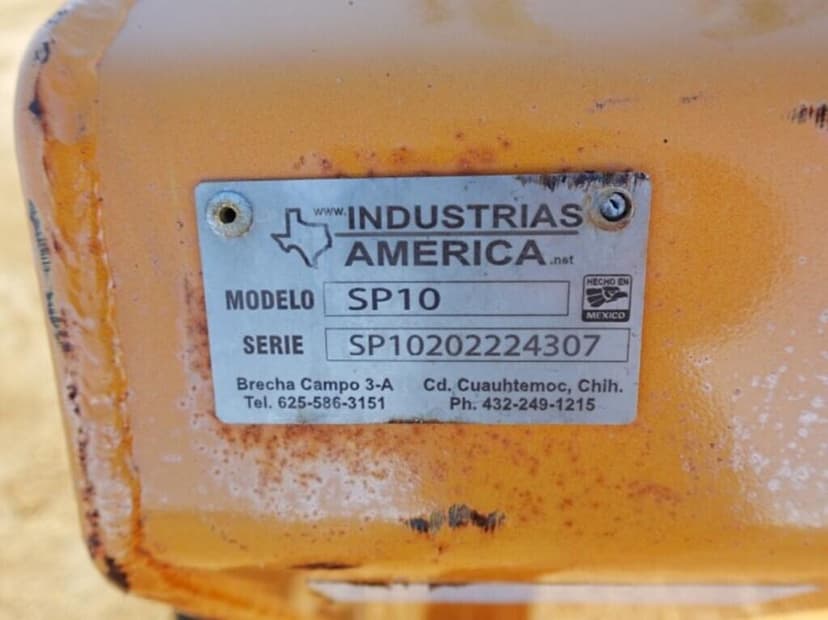 www. INDUSTRIAS
AMERICA.net
MODELO SP10
HECHO EN
MEXICO
SERIE SP10202224307
Brecha Campo 3-A Cd. Cuauhtemoc, Chih.
Tel. 625-586-3151 Ph. 432-249-1215